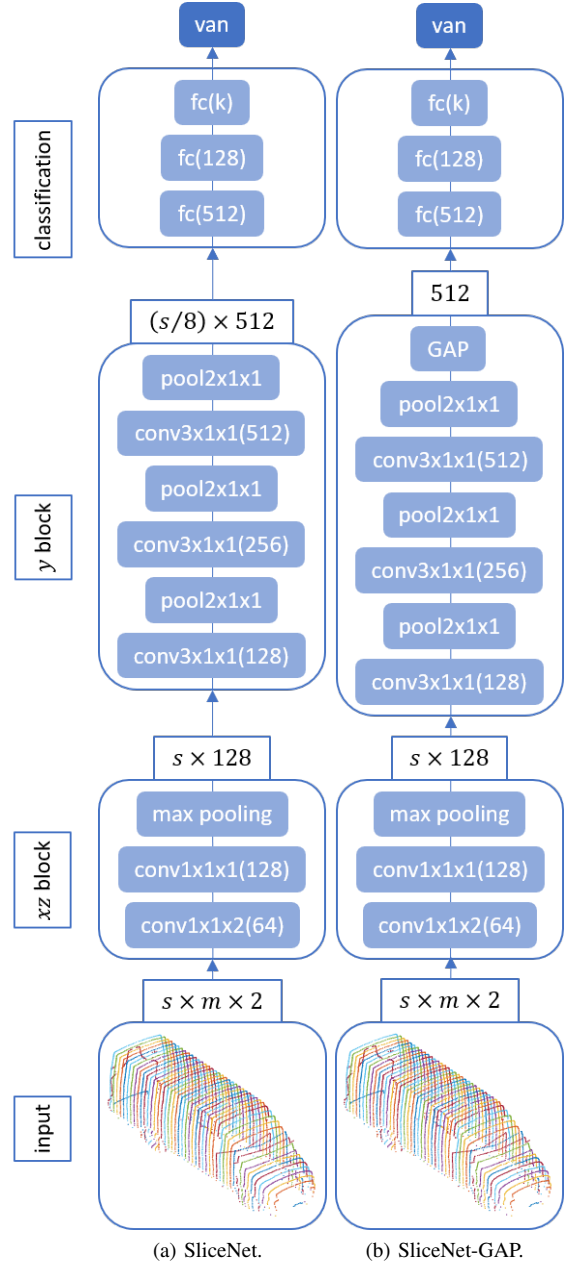 van
van
classification
fc(k)
fc(128)
fc(512)
fc(k)
fc(128)
fc(512)
(s/8) × 512
512
y block
pool2x1x1
conv3x1x1(512)
pool2x1x1
conv3x1x1(256)
pool2x1x1
conv3x1x1(128)
GAP
pool2x1x1
conv3x1x1(512)
pool2x1x1
conv3x1x1(256)
pool2x1x1
conv3x1x1(128)
s × 128
s × 128
xz block
max pooling
conv1x1x1(128)
conv1x1x2(64)
max pooling
conv1x1x1(128)
conv1x1x2(64)
s × m × 2
s × m × 2
input
(a) SliceNet.
(b) SliceNet-GAP.